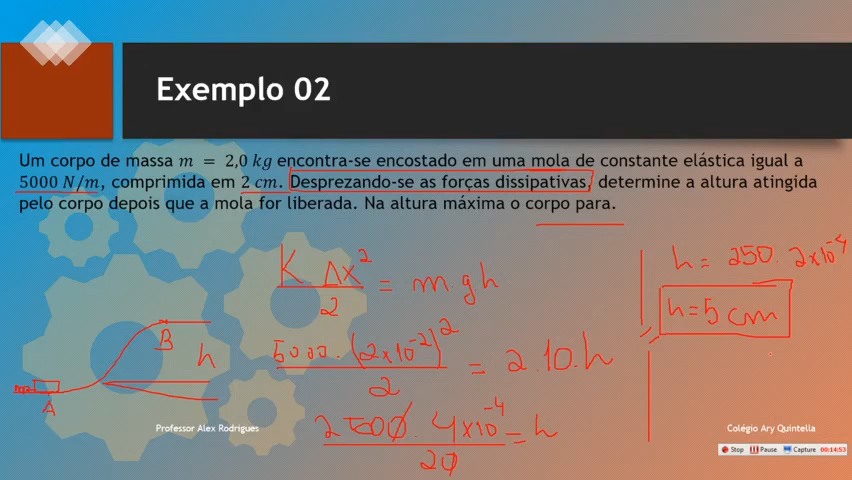 Exemplo 02
Um corpo de massa m = 2,0 kg encontra-se encostado em uma mola de constante elástica igual a
5000 N/m, comprimida em 2 cm. Desprezando-se as forças dissipativas, determine a altura atingida
pelo corpo depois que a mola for liberada. Na altura máxima o corpo para.
K Δx² / 2 = m g h
5000. (2x10⁻²)² / 2 = 2.10.h
2500. 4x10⁻⁴ / 20 = h
h = 250. 2x10⁻⁴
h = 5 cm
B
h
A
Professor Alex Rodrigues
Colégio Ary Quintella
Stop Pause Capture 00:14:53